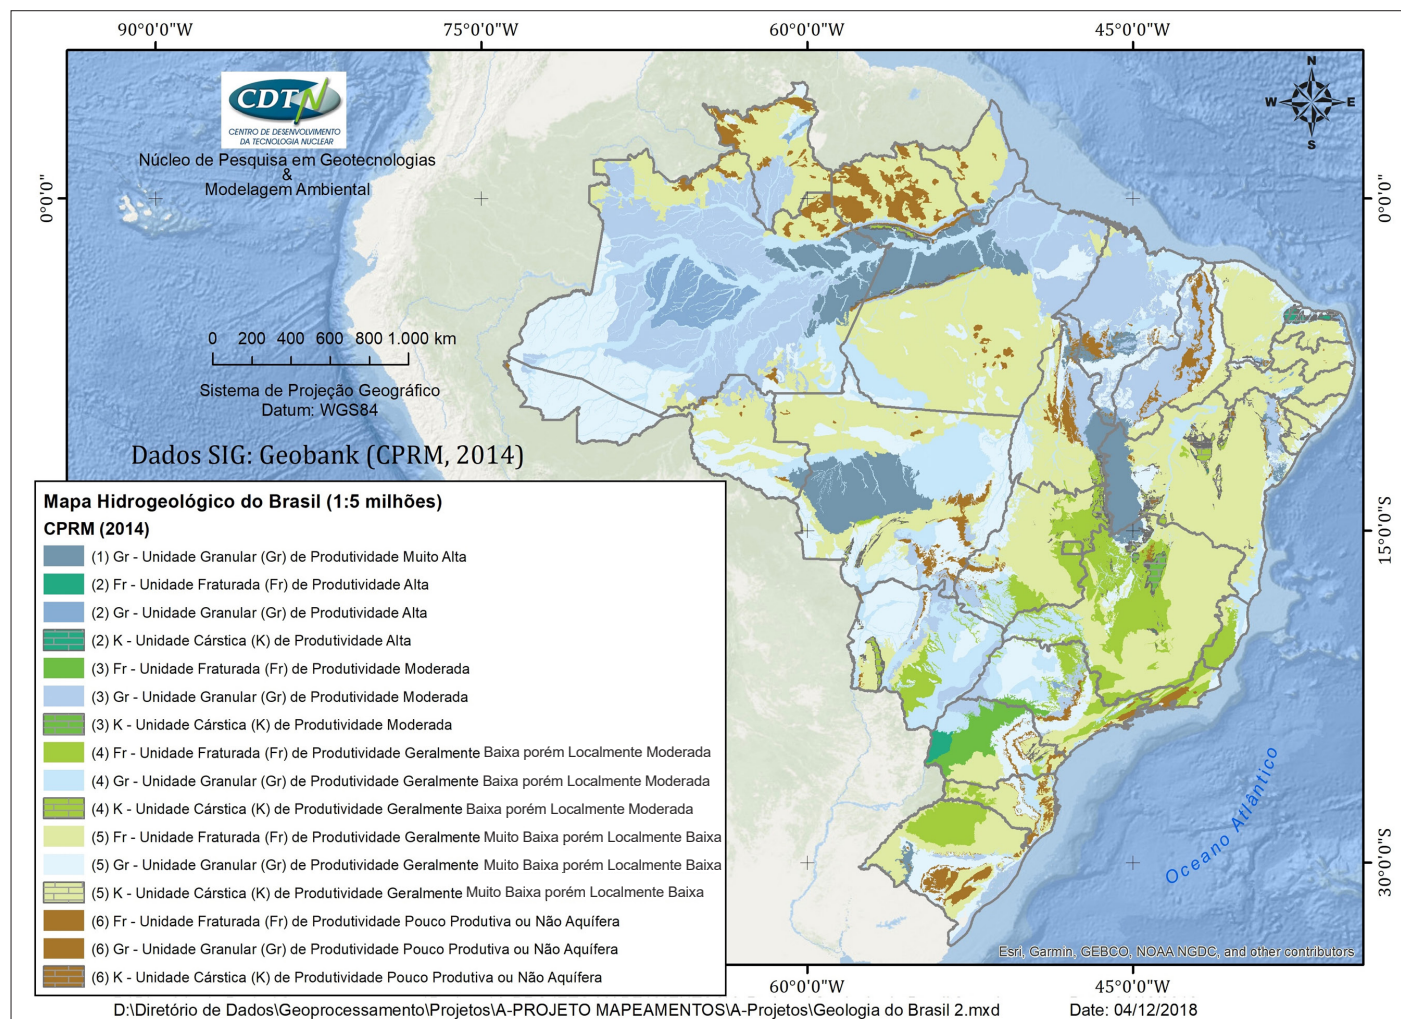 90°0'0"W 75°0'0"W 60°0'0"W 45°0'0"W
N
W E
S
CDTN
CENTRO DE DESENVOLVIMENTO
DA TECNOLOGIA NUCLEAR
Núcleo de Pesquisa em Geotecnologias
&
Modelagem Ambiental
0°0'0"
0°0'0"
0 200 400 600 800 1.000 km
Sistema de Projeção Geográfico
Datum: WGS84
Dados SIG: Geobank (CPRM, 2014)
15°0'0"S
Mapa Hidrogeológico do Brasil (1:5 milhões)
CPRM (2014)
(1) Gr - Unidade Granular (Gr) de Produtividade Muito Alta
(2) Fr - Unidade Fraturada (Fr) de Produtividade Alta
(2) Gr - Unidade Granular (Gr) de Produtividade Alta
(2) K - Unidade Cárstica (K) de Produtividade Alta
(3) Fr - Unidade Fraturada (Fr) de Produtividade Moderada
(3) Gr - Unidade Granular (Gr) de Produtividade Moderada
(3) K - Unidade Cárstica (K) de Produtividade Moderada
(4) Fr - Unidade Fraturada (Fr) de Produtividade Geralmente Baixa porém Localmente Moderada
(4) Gr - Unidade Granular (Gr) de Produtividade Geralmente Baixa porém Localmente Moderada
(4) K - Unidade Cárstica (K) de Produtividade Geralmente Baixa porém Localmente Moderada
(5) Fr - Unidade Fraturada (Fr) de Produtividade Geralmente Muito Baixa porém Localmente Baixa
(5) Gr - Unidade Granular (Gr) de Produtividade Geralmente Muito Baixa porém Localmente Baixa
(5) K - Unidade Cárstica (K) de Produtividade Geralmente Muito Baixa porém Localmente Baixa
(6) Fr - Unidade Fraturada (Fr) de Produtividade Pouco Produtiva ou Não Aquífera
(6) Gr - Unidade Granular (Gr) de Produtividade Pouco Produtiva ou Não Aquífera
(6) K - Unidade Cárstica (K) de Produtividade Pouco Produtiva ou Não Aquífera
Oceano Atlântico
30°0'0"S
Esri, Garmin, GEBCO, NOAA NGDC, and other contributors
60°0'0"W 45°0'0"W
D:\Diretório de Dados\Geoprocessamento\Projetos\A-PROJETO MAPEAMENTOS\A-Projetos\Geologia do Brasil 2.mxd Date: 04/12/2018